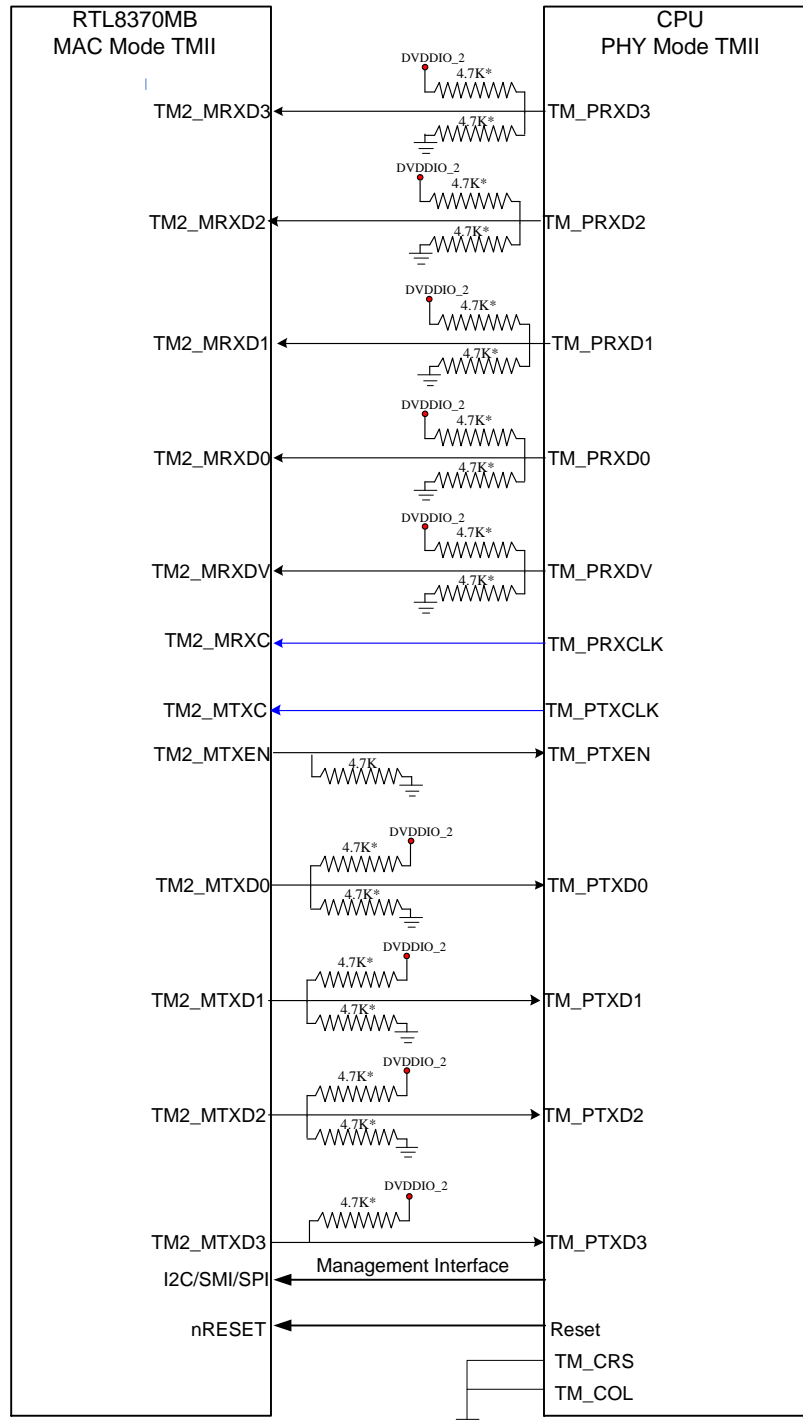 RTL8370MB
MAC Mode TMII
CPU
PHY Mode TMII
DVDDIO_2
4.7K*
TM2_MRXD3
TM_PRXD3
4.7K*
DVDDIO_2
4.7K*
TM2_MRXD2
TM_PRXD2
4.7K*
DVDDIO_2
4.7K*
TM2_MRXD1
TM_PRXD1
4.7K*
DVDDIO_2
4.7K*
TM2_MRXD0
TM_PRXD0
4.7K*
DVDDIO_2
4.7K*
TM2_MRXDV
TM_PRXDV
4.7K*
TM2_MRXC
TM_PRXCLK
TM2_MTXC
TM_PTXCLK
TM2_MTXEN
TM_PTXEN
4.7K
DVDDIO_2
4.7K*
TM2_MTXD0
TM_PTXD0
4.7K*
DVDDIO_2
4.7K*
TM2_MTXD1
TM_PTXD1
4.7K*
DVDDIO_2
4.7K*
TM2_MTXD2
TM_PTXD2
4.7K*
DVDDIO_2
4.7K*
TM2_MTXD3
TM_PTXD3
Management Interface
I2C/SMI/SPI
nRESET
Reset
TM_CRS
TM_COL